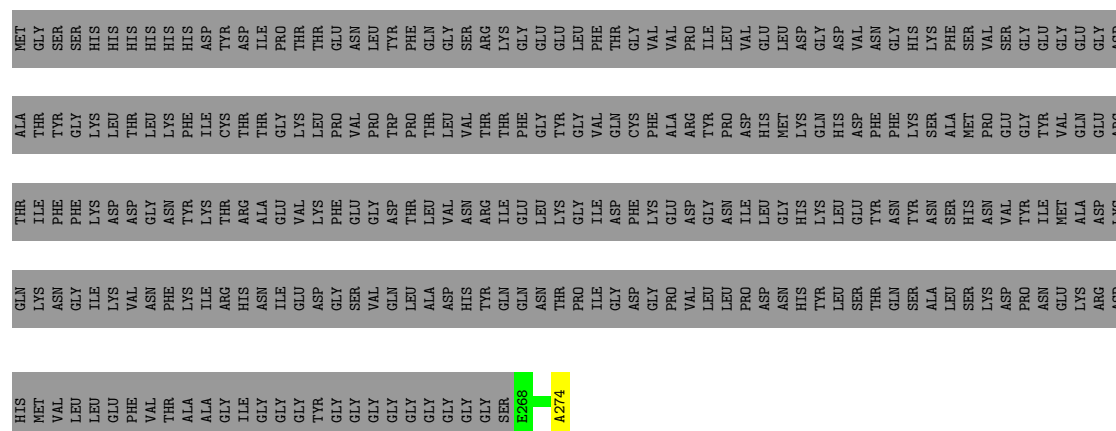 MET GLY SER SER HIS HIS HIS HIS HIS HIS ASP TYR ASP ILE PRO THR THR GLU ASN LEU TYR PHE GLN GLY SER ARG LYS GLY GLU GLU LEU PHE THR GLY VAL VAL PRO ILE LEU VAL GLU LEU ASP GLY ASP VAL ASN GLY HIS LYS PHE SER VAL SER GLY GLU GLY GLU GLY ASP
ALA THR TYR GLY LYS LEU THR LEU LYS PHE ILE CYS THR THR GLY LYS LEU PRO VAL PRO TRP PRO THR LEU VAL THR THR PHE GLY TYR GLY VAL GLN CYS PHE ALA ARG TYR PRO ASP HIS MET LYS GLN HIS ASP PHE PHE LYS SER ALA MET PRO GLU GLY TYR VAL GLN GLU ARG
THR ILE PHE PHE LYS ASP ASP GLY ASN TYR LYS THR ARG ALA GLU VAL LYS PHE GLU GLY ASP THR LEU VAL ASN ARG ILE GLU LEU LYS GLY ILE ASP PHE LYS GLU ASP GLY ASN ILE LEU GLY HIS LYS LEU GLU TYR ASN TYR ASN SER HIS ASN VAL TYR ILE MET ALA ASP LYS
GLN LYS ASN GLY ILE LYS VAL ASN PHE LYS ILE ARG HIS ASN ILE GLU ASP GLY SER VAL GLN LEU ALA ASP HIS TYR GLN GLN ASN THR PRO ILE GLY ASP GLY PRO VAL LEU LEU PRO ASP ASN HIS TYR LEU SER THR GLN SER ALA LEU SER LYS ASP PRO ASN GLU LYS ARG ASP
HIS MET VAL LEU LEU GLU PHE VAL THR ALA ALA GLY ILE GLY GLY GLY TYR GLY GLY GLY GLY GLY GLY GLY SER E268 A274